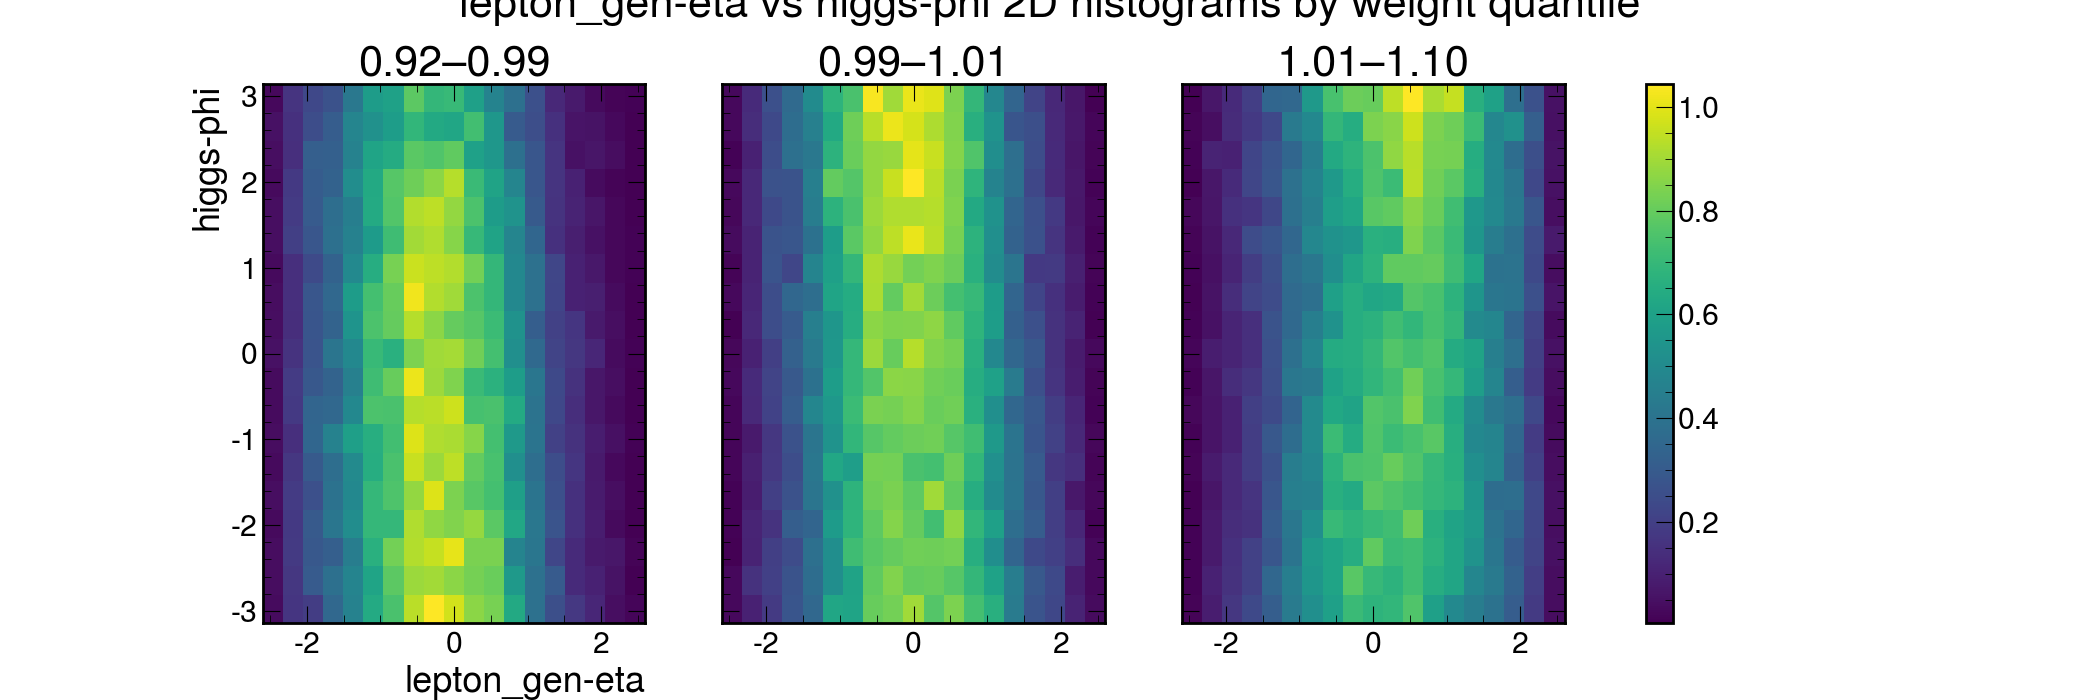 lepton_gen-eta vs higgs-phi 2D histograms by weight quantile
0.92–0.99 0.99–1.01 1.01–1.10
higgs-phi
3
2
1
0
-1
-2
-3
-2 0 2 -2 0 2 -2 0 2
lepton_gen-eta
1.0
0.8
0.6
0.4
0.2